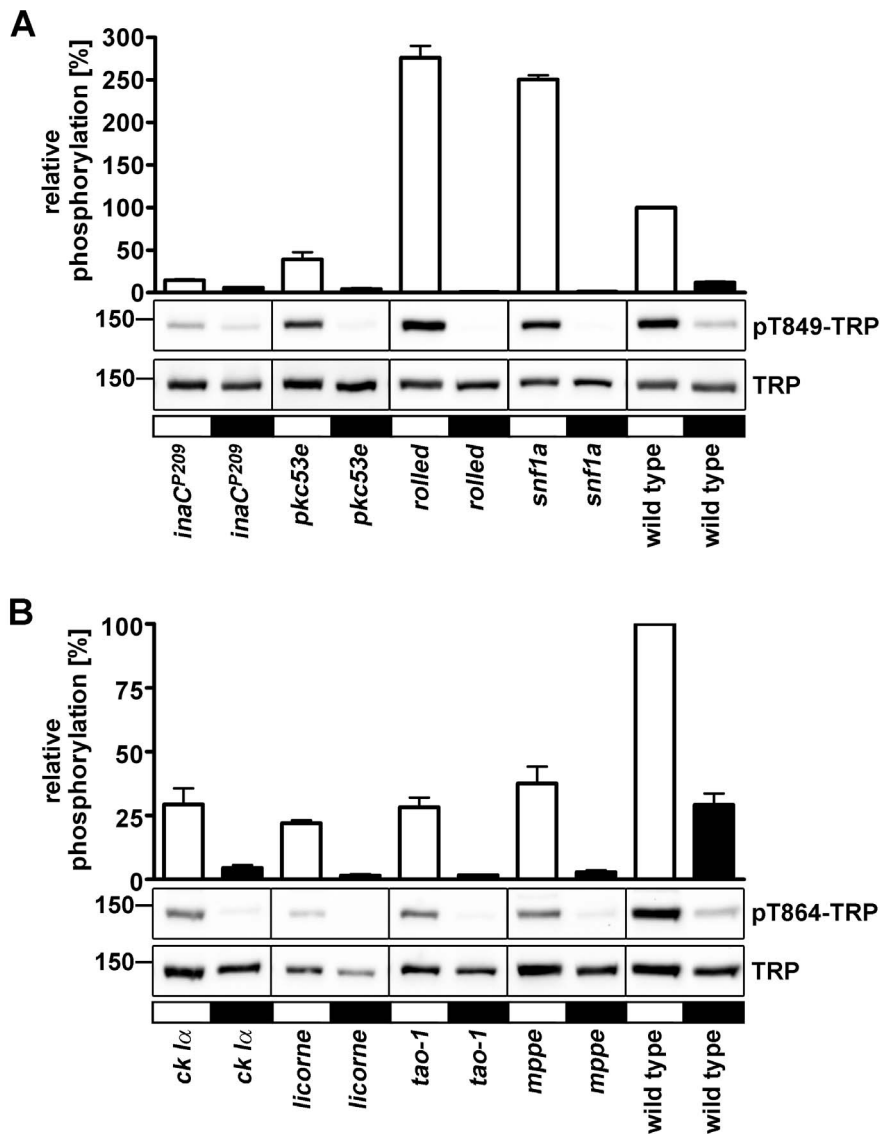 A
relative
phosphorylation [%]
300
250
200
150
100
50
0
150
pT849-TRP
150
TRP
inaCP209
inaCP209
pkc53e
pkc53e
rolled
rolled
snf1a
snf1a
wild type
wild type
B
relative
phosphorylation [%]
100
75
50
25
0
150
pT864-TRP
150
TRP
ck Iα
ck Iα
licorne
licorne
tao-1
tao-1
mppe
mppe
wild type
wild type